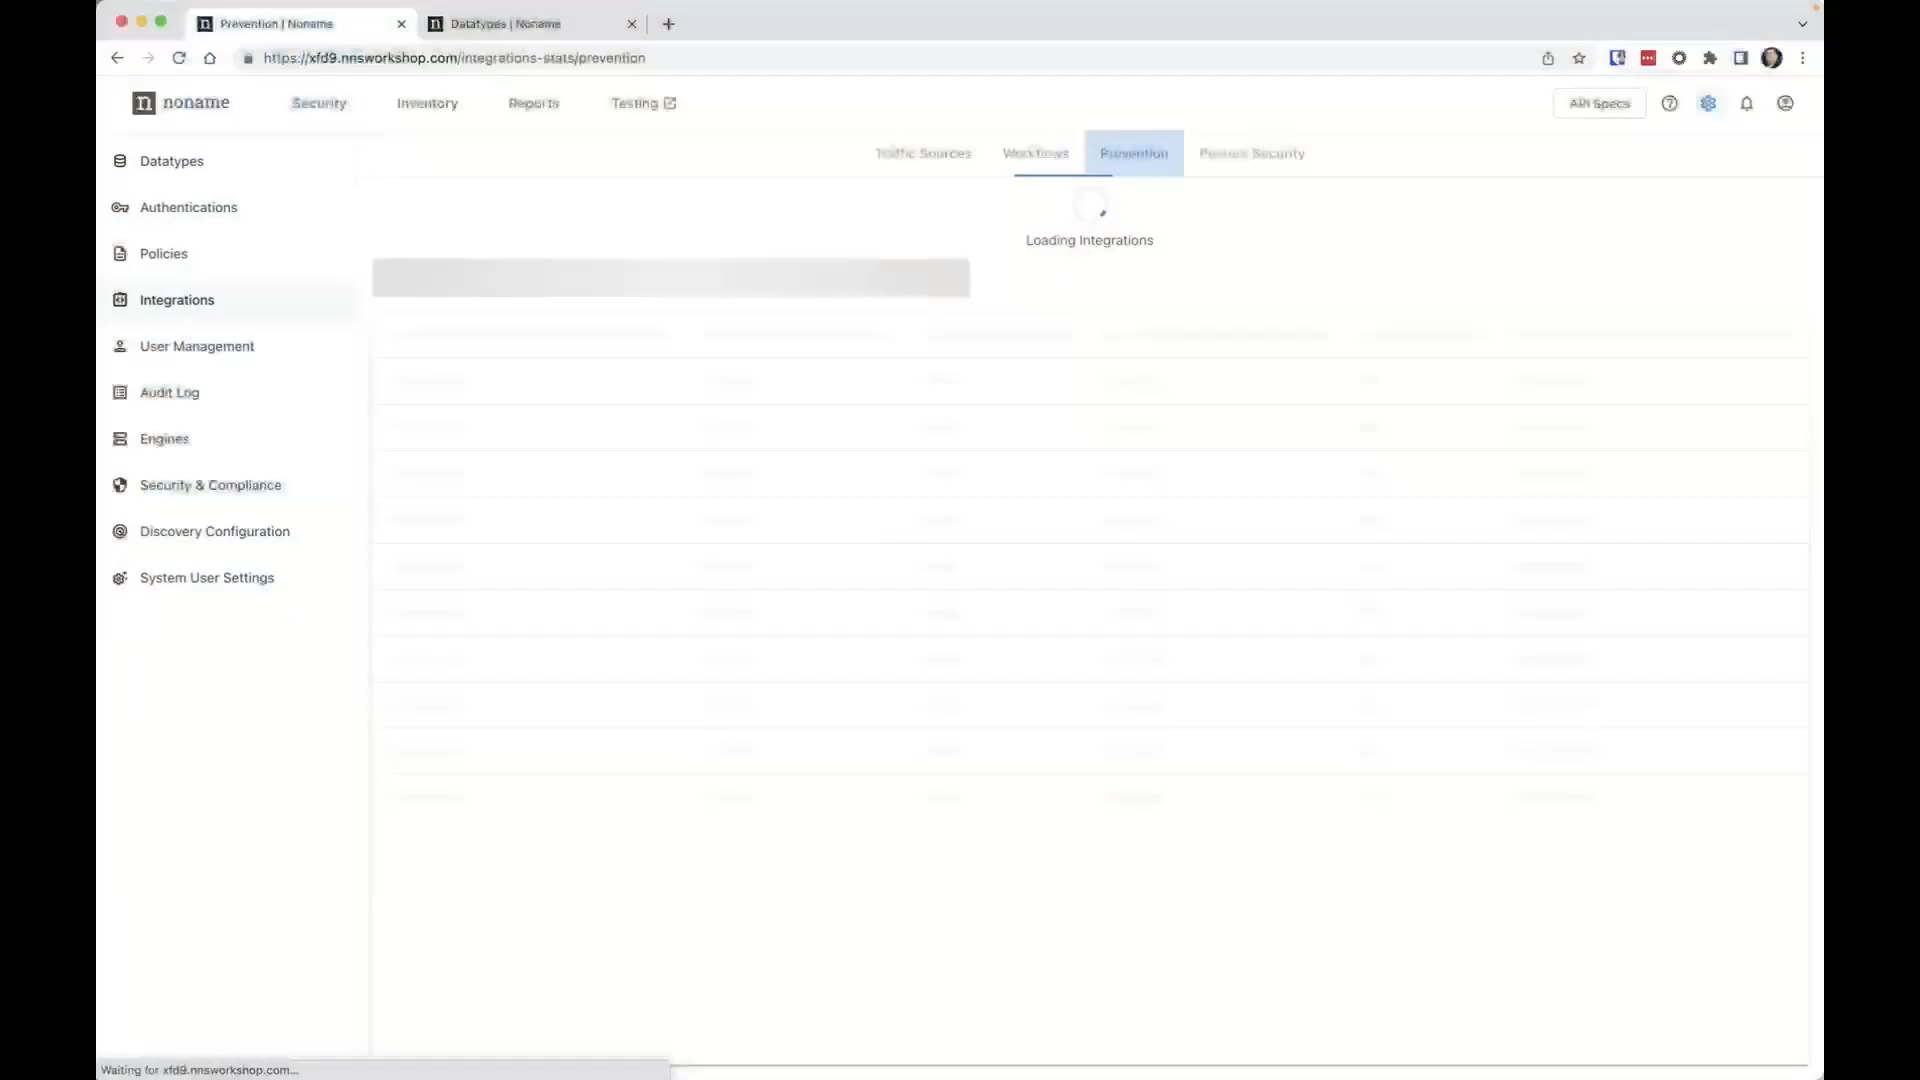 Prevention | Noname
Datatypes | Noname
https://xfd9.nnsworkshop.com/integrations-stats/prevention
noname
Security
Inventory
Reports
Testing
API Specs
Traffic Sources
Workflows
Prevention
Loading Integrations
Datatypes
Authentications
Policies
Integrations
User Management
Audit Log
Engines
Security & Compliance
Discovery Configuration
System User Settings
Waiting for xfd9.nnsworkshop.com...